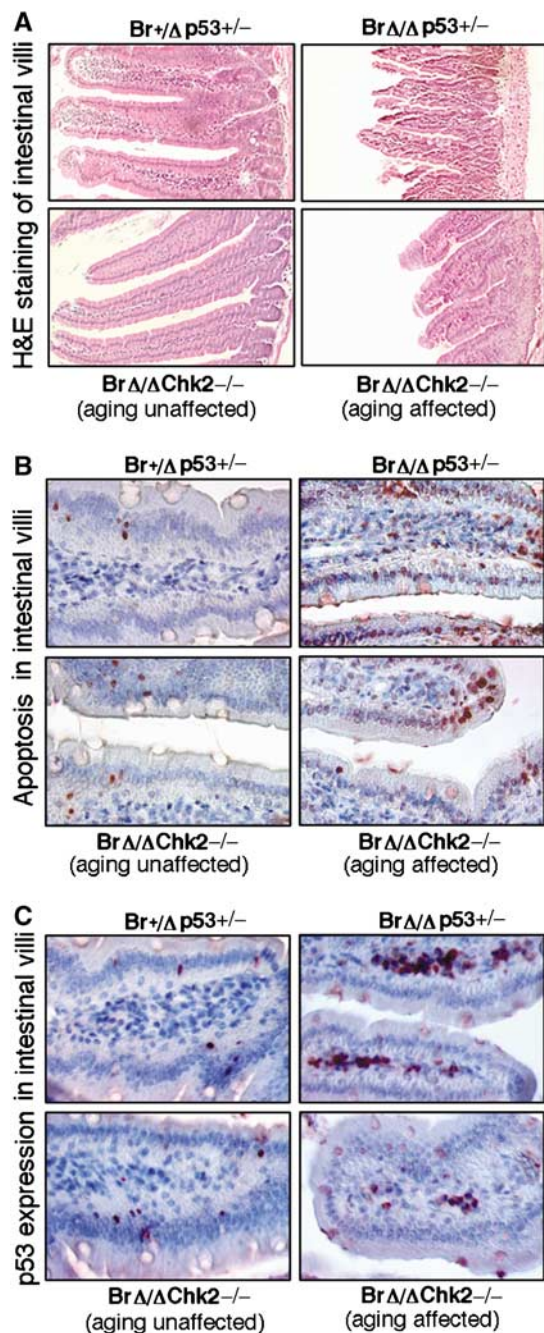 A
Br+/Δ p53+/−
BrΔ/Δ p53+/−
H&E staining of intestinal villi
BrΔ/ΔChk2−/−
(aging unaffected)
BrΔ/ΔChk2−/−
(aging affected)
B
Br+/Δ p53+/−
BrΔ/Δ p53+/−
Apoptosis in intestinal villi
BrΔ/ΔChk2−/−
(aging unaffected)
BrΔ/ΔChk2−/−
(aging affected)
C
Br+/Δ p53+/−
BrΔ/Δ p53+/−
p53 expression in intestinal villi
BrΔ/ΔChk2−/−
(aging unaffected)
BrΔ/ΔChk2−/−
(aging affected)